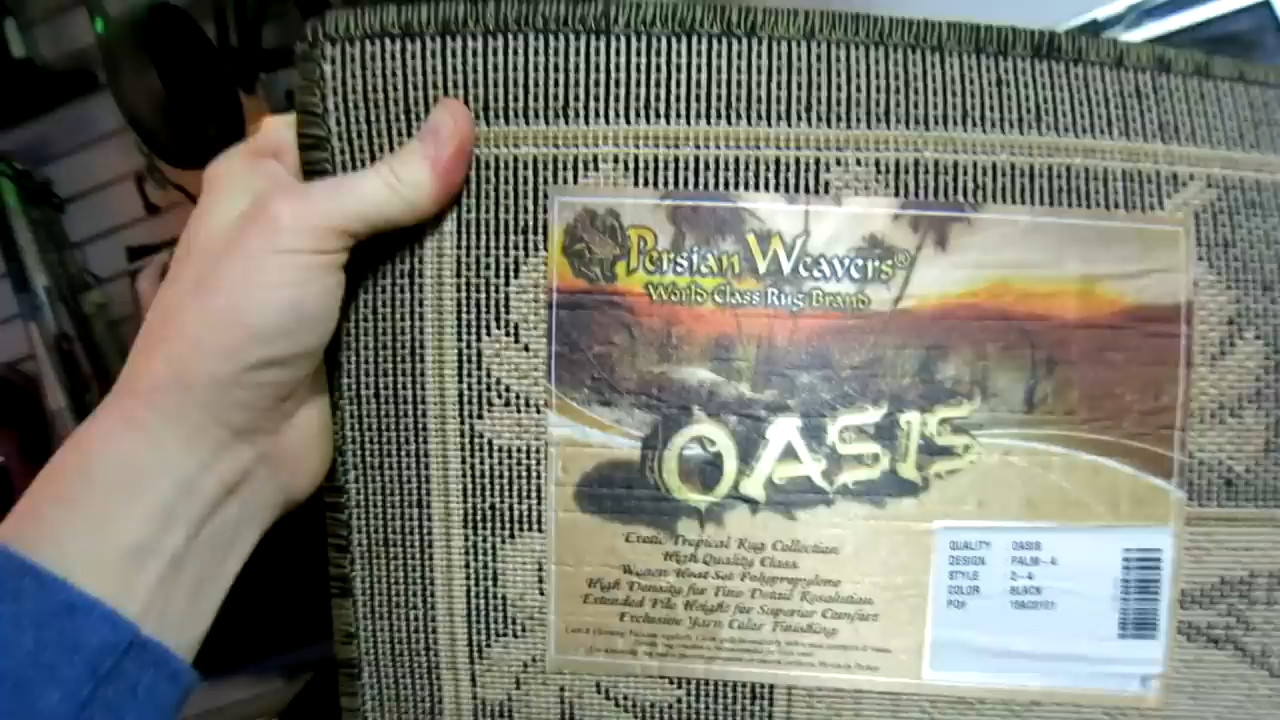 Persian Weavers®
World Class Rug Brand
OASIS
Exotic Tropical Rug Collection
High Quality Class
Woven Heat Set Polypropylene
High Density for Fine Detail Resolution
Extended Pile Height for Superior Comfort
Exclusive Yarn Color Finishing
QUALITY OASIS
DESIGN PALM-4
STYLE 2-4
COLOR BLACK
PO#